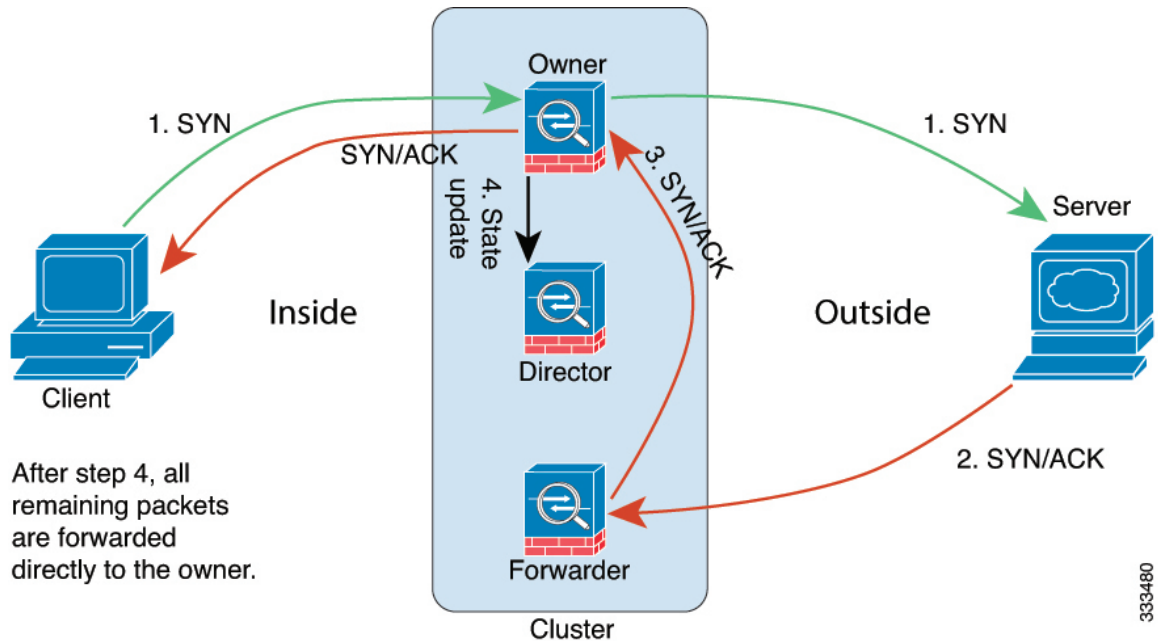 Owner
1. SYN
1. SYN
SYN/ACK
3. SYN/ACK
4. State
update
Server
Inside
Outside
Director
Client
2. SYN/ACK
After step 4, all
remaining packets
are forwarded
directly to the owner.
Forwarder
Cluster
333480